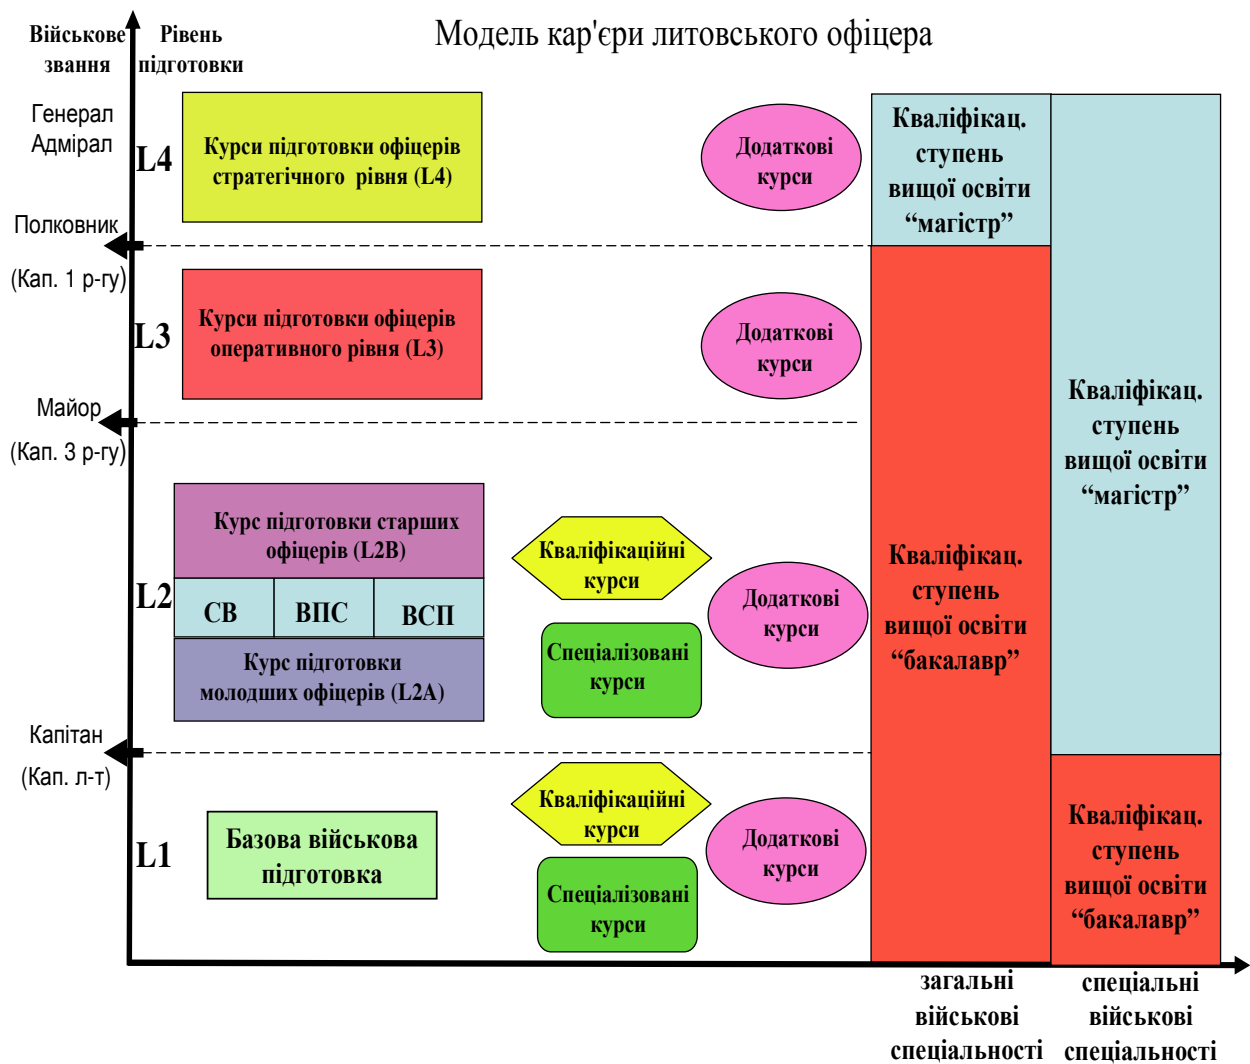 Модель кар'єри литовського офіцера
Військове
звання
Рівень
підготовки
Генерал
Адмірал
L4
Курси підготовки офіцерів
стратегічного рівня (L4)
Додаткові
курси
Кваліфікац.
ступень
вищої освіти
“магістр”
Полковник
(Кап. 1 р-гу)
L3
Курси підготовки офіцерів
оперативного рівня (L3)
Додаткові
курси
Майор
(Кап. 3 р-гу)
Кваліфікац.
ступень
вищої освіти
“магістр”
L2
Курс підготовки старших
офіцерів (L2B)
СВ
ВПС
ВСП
Курс підготовки
молодших офіцерів (L2A)
Кваліфікаційні
курси
Спеціалізовані
курси
Додаткові
курси
Кваліфікац.
ступень
вищої освіти
“бакалавр”
Капітан
(Кап. л-т)
L1
Базова військова
підготовка
Кваліфікаційні
курси
Спеціалізовані
курси
Додаткові
курси
Кваліфікац.
ступень
вищої освіти
“бакалавр”
загальні
військові
спеціальності
спеціальні
військові
спеціальності